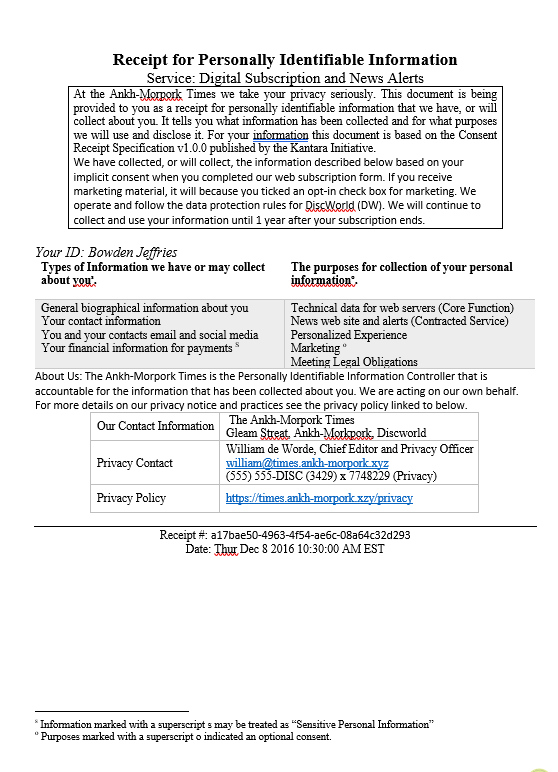 Receipt for Personally Identifiable Information
Service: Digital Subscription and News Alerts
At the Ankh-Morpork Times we take your privacy seriously. This document is being
provided to you as a receipt for personally identifiable information that we have, or will
collect about you. It tells you what information has been collected and for what purposes
we will use and disclose it. For your information this document is based on the Consent
Receipt Specification v1.0.0 published by the Kantara Initiative.
We have collected, or will collect, the information described below based on your
implicit consent when you completed our web subscription form. If you receive
marketing material, it will because you ticked an opt-in check box for marketing. We
operate and follow the data protection rules for DiscWorld (DW). We will continue to
collect and use your information until 1 year after your subscription ends.
Your ID: Bowden Jeffries
Types of Information we have or may collect
about youˢ.
The purposes for collection of your personal
informationᵒ.
General biographical information about you
Your contact information
You and your contacts email and social media
Your financial information for payments ˢ
Technical data for web servers (Core Function)
News web site and alerts (Contracted Service)
Personalized Experience
Marketing ᵒ
Meeting Legal Obligations
About Us: The Ankh-Morpork Times is the Personally Identifiable Information Controller that is
accountable for the information that has been collected about you. We are acting on our own behalf.
For more details on our privacy notice and practices see the privacy policy linked to below.
Our Contact Information
The Ankh-Morpork Times
Gleam Streat, Ankh-Morkpork, Discworld
Privacy Contact
William de Worde, Chief Editor and Privacy Officer
william@times.ankh-morpork.xyz
(555) 555-DISC (3429) x 7748229 (Privacy)
Privacy Policy
https://times.ankh-morpork.xzy/privacy
Receipt #: a17bae50-4963-4f54-ae6c-08a64c32d293
Date: Thur Dec 8 2016 10:30:00 AM EST
ˢ Information marked with a superscript s may be treated as “Sensitive Personal Information”
ᵒ Purposes marked with a superscript o indicated an optional consent.